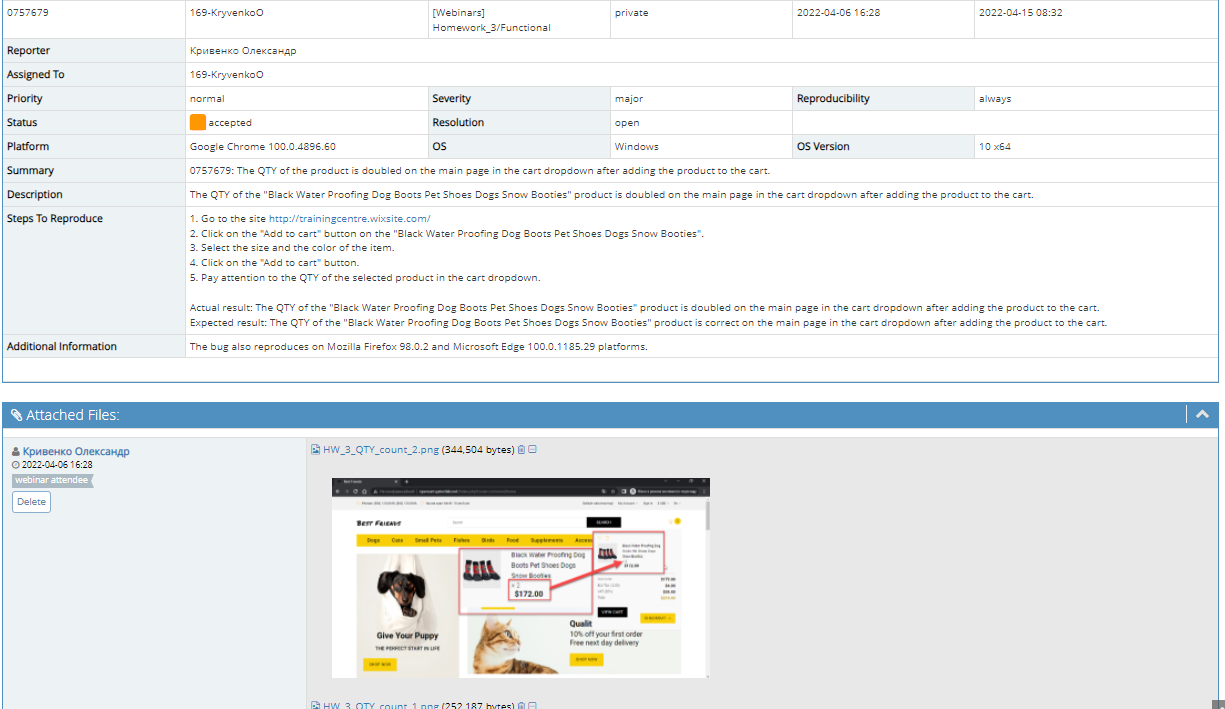 0757679 169-KryvenkoO [Webinars] private 2022-04-06 16:28 2022-04-15 08:32
Homework_3/Functional
Reporter Кривенко Олександр
Assigned To 169-KryvenkoO
Priority normal Severity major Reproducibility always
Status accepted Resolution open
Platform Google Chrome 100.0.4896.60 OS Windows OS Version 10 x64
Summary 0757679: The QTY of the product is doubled on the main page in the cart dropdown after adding the product to the cart.
Description The QTY of the "Black Water Proofing Dog Boots Pet Shoes Dogs Snow Booties" product is doubled on the main page in the cart dropdown after adding the product to the cart.
Steps To Reproduce 1. Go to the site http://trainingcentre.wixsite.com/
2. Click on the "Add to cart" button on the "Black Water Proofing Dog Boots Pet Shoes Dogs Snow Booties".
3. Select the size and the color of the item.
4. Click on the "Add to cart" button.
5. Pay attention to the QTY of the selected product in the cart dropdown.
Actual result: The QTY of the "Black Water Proofing Dog Boots Pet Shoes Dogs Snow Booties" product is doubled on the main page in the cart dropdown after adding the product to the cart.
Expected result: The QTY of the "Black Water Proofing Dog Boots Pet Shoes Dogs Snow Booties" product is correct on the main page in the cart dropdown after adding the product to the cart.
Additional Information The bug also reproduces on Mozilla Firefox 98.0.2 and Microsoft Edge 100.0.1185.29 platforms.
Attached Files:
Кривенко Олександр
2022-04-06 16:28
webinar attendee
Delete
HW_3_QTY_count_2.png (344,504 bytes)
BEST FRIENDS SEARCH
Dogs Cats Small Pets Fishes Birds Food Supplements Access
Black Water Proofing Dog
Boots Pet Shoes Dogs
Snow Booties
x 2
$172.00
Black Water Proofing Dog
Boots Pet Shoes Dogs
Snow Booties
$172.00
VIEW CART
Give Your Puppy
THE PERFECT START IN LIFE
SHOP NOW
Qualit
10% off your first order
Free next day delivery
SHOP NOW
HW_3_QTY_count_1.png (252,187 bytes)